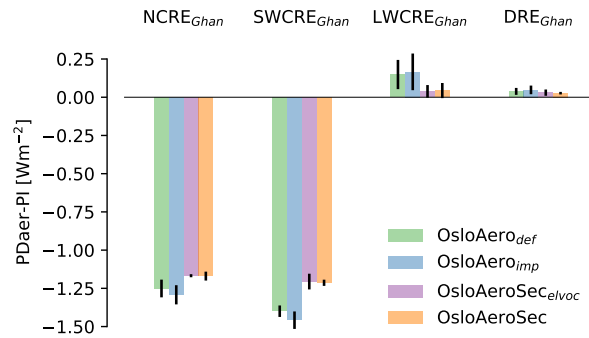 NCRE_Ghan SWCRE_Ghan LWCRE_Ghan DRE_Ghan
PDaer-PI [Wm⁻²]
0.25
0.00
−0.25
−0.50
−0.75
−1.00
−1.25
−1.50
OsloAero_def
OsloAero_imp
OsloAeroSec_elvoc
OsloAeroSec